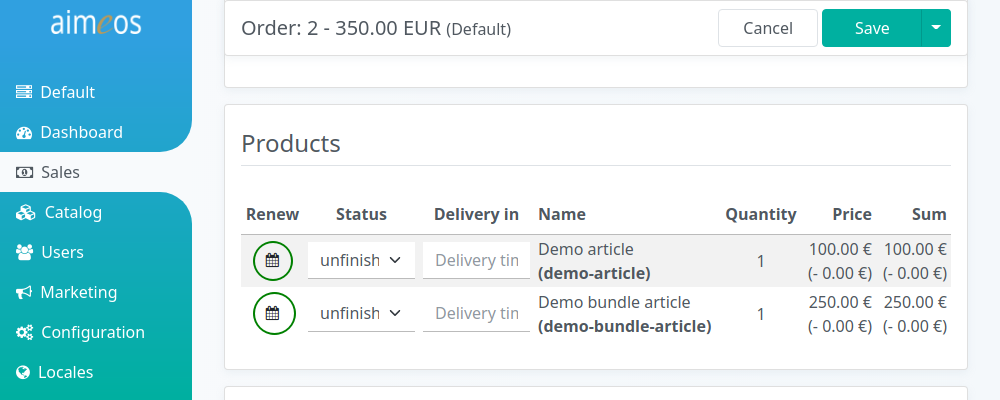 aimeos
Order: 2 - 350.00 EUR (Default)
Cancel
Save
Default
Dashboard
Sales
Catalog
Users
Marketing
Configuration
Locales
Products
Renew Status Delivery in Name Quantity Price Sum
unfinish Delivery tin Demo article 1 100.00 € 100.00 €
(demo-article) (- 0.00 €) (- 0.00 €)
unfinish Delivery tin Demo bundle article 1 250.00 € 250.00 €
(demo-bundle-article) (- 0.00 €) (- 0.00 €)